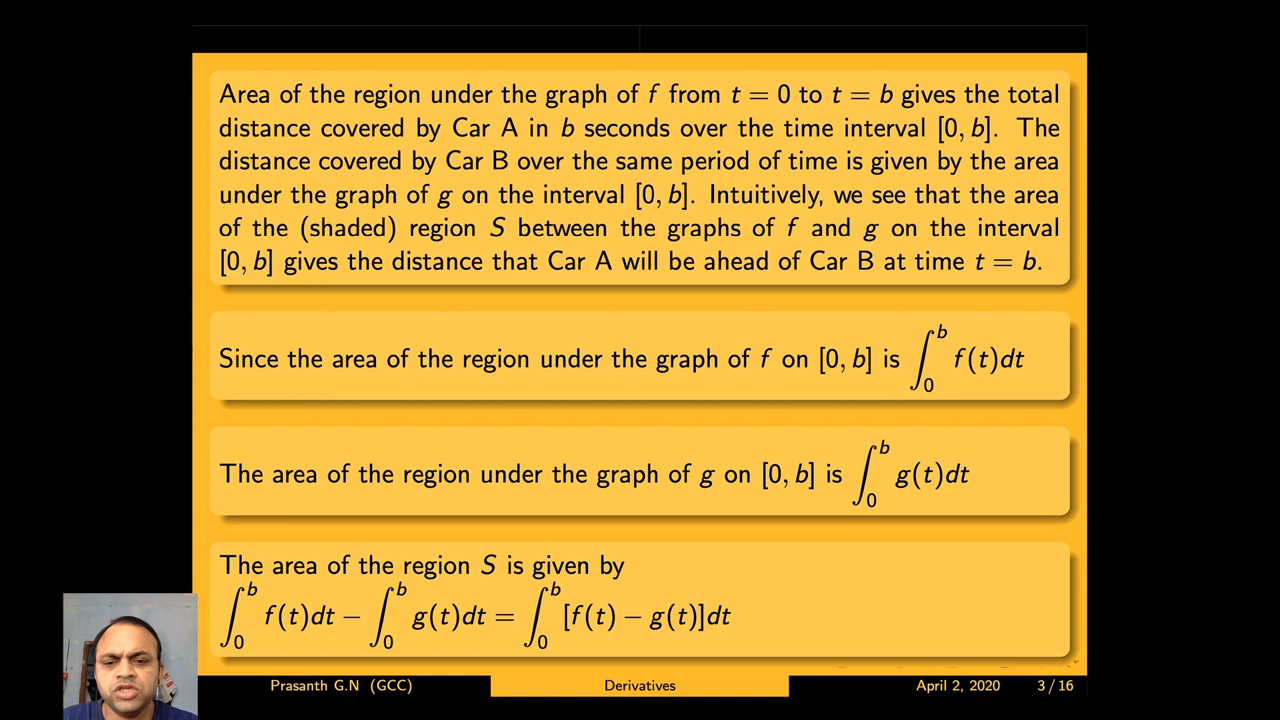 Area of the region under the graph of f from t = 0 to t = b gives the total
distance covered by Car A in b seconds over the time interval [0, b]. The
distance covered by Car B over the same period of time is given by the area
under the graph of g on the interval [0, b]. Intuitively, we see that the area
of the (shaded) region S between the graphs of f and g on the interval
[0, b] gives the distance that Car A will be ahead of Car B at time t = b.
Since the area of the region under the graph of f on [0, b] is ∫₀ᵇ f(t)dt
The area of the region under the graph of g on [0, b] is ∫₀ᵇ g(t)dt
The area of the region S is given by
∫₀ᵇ f(t)dt − ∫₀ᵇ g(t)dt = ∫₀ᵇ [f(t) − g(t)]dt
Prasanth G.N (GCC) Derivatives April 2, 2020 3 / 16